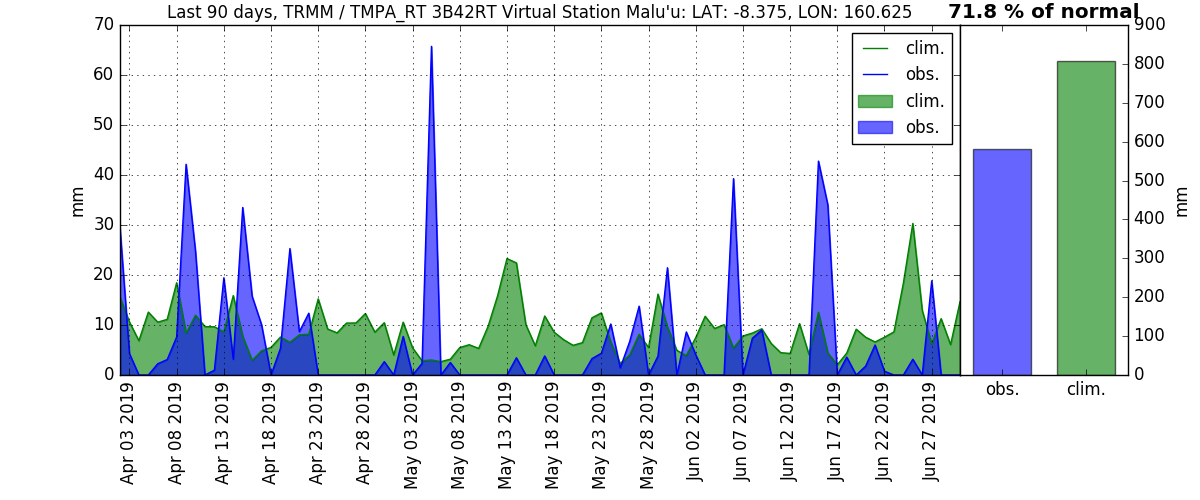 Last 90 days, TRMM / TMPA_RT 3B42RT Virtual Station Malu'u: LAT: -8.375, LON: 160.625
71.8 % of normal
70
60
50
40
30
20
10
0
mm
clim.
obs.
clim.
obs.
Apr 03 2019
Apr 08 2019
Apr 13 2019
Apr 18 2019
Apr 23 2019
Apr 28 2019
May 03 2019
May 08 2019
May 13 2019
May 18 2019
May 23 2019
May 28 2019
Jun 02 2019
Jun 07 2019
Jun 12 2019
Jun 17 2019
Jun 22 2019
Jun 27 2019
900
800
700
600
500
400
300
200
100
0
mm
obs.
clim.